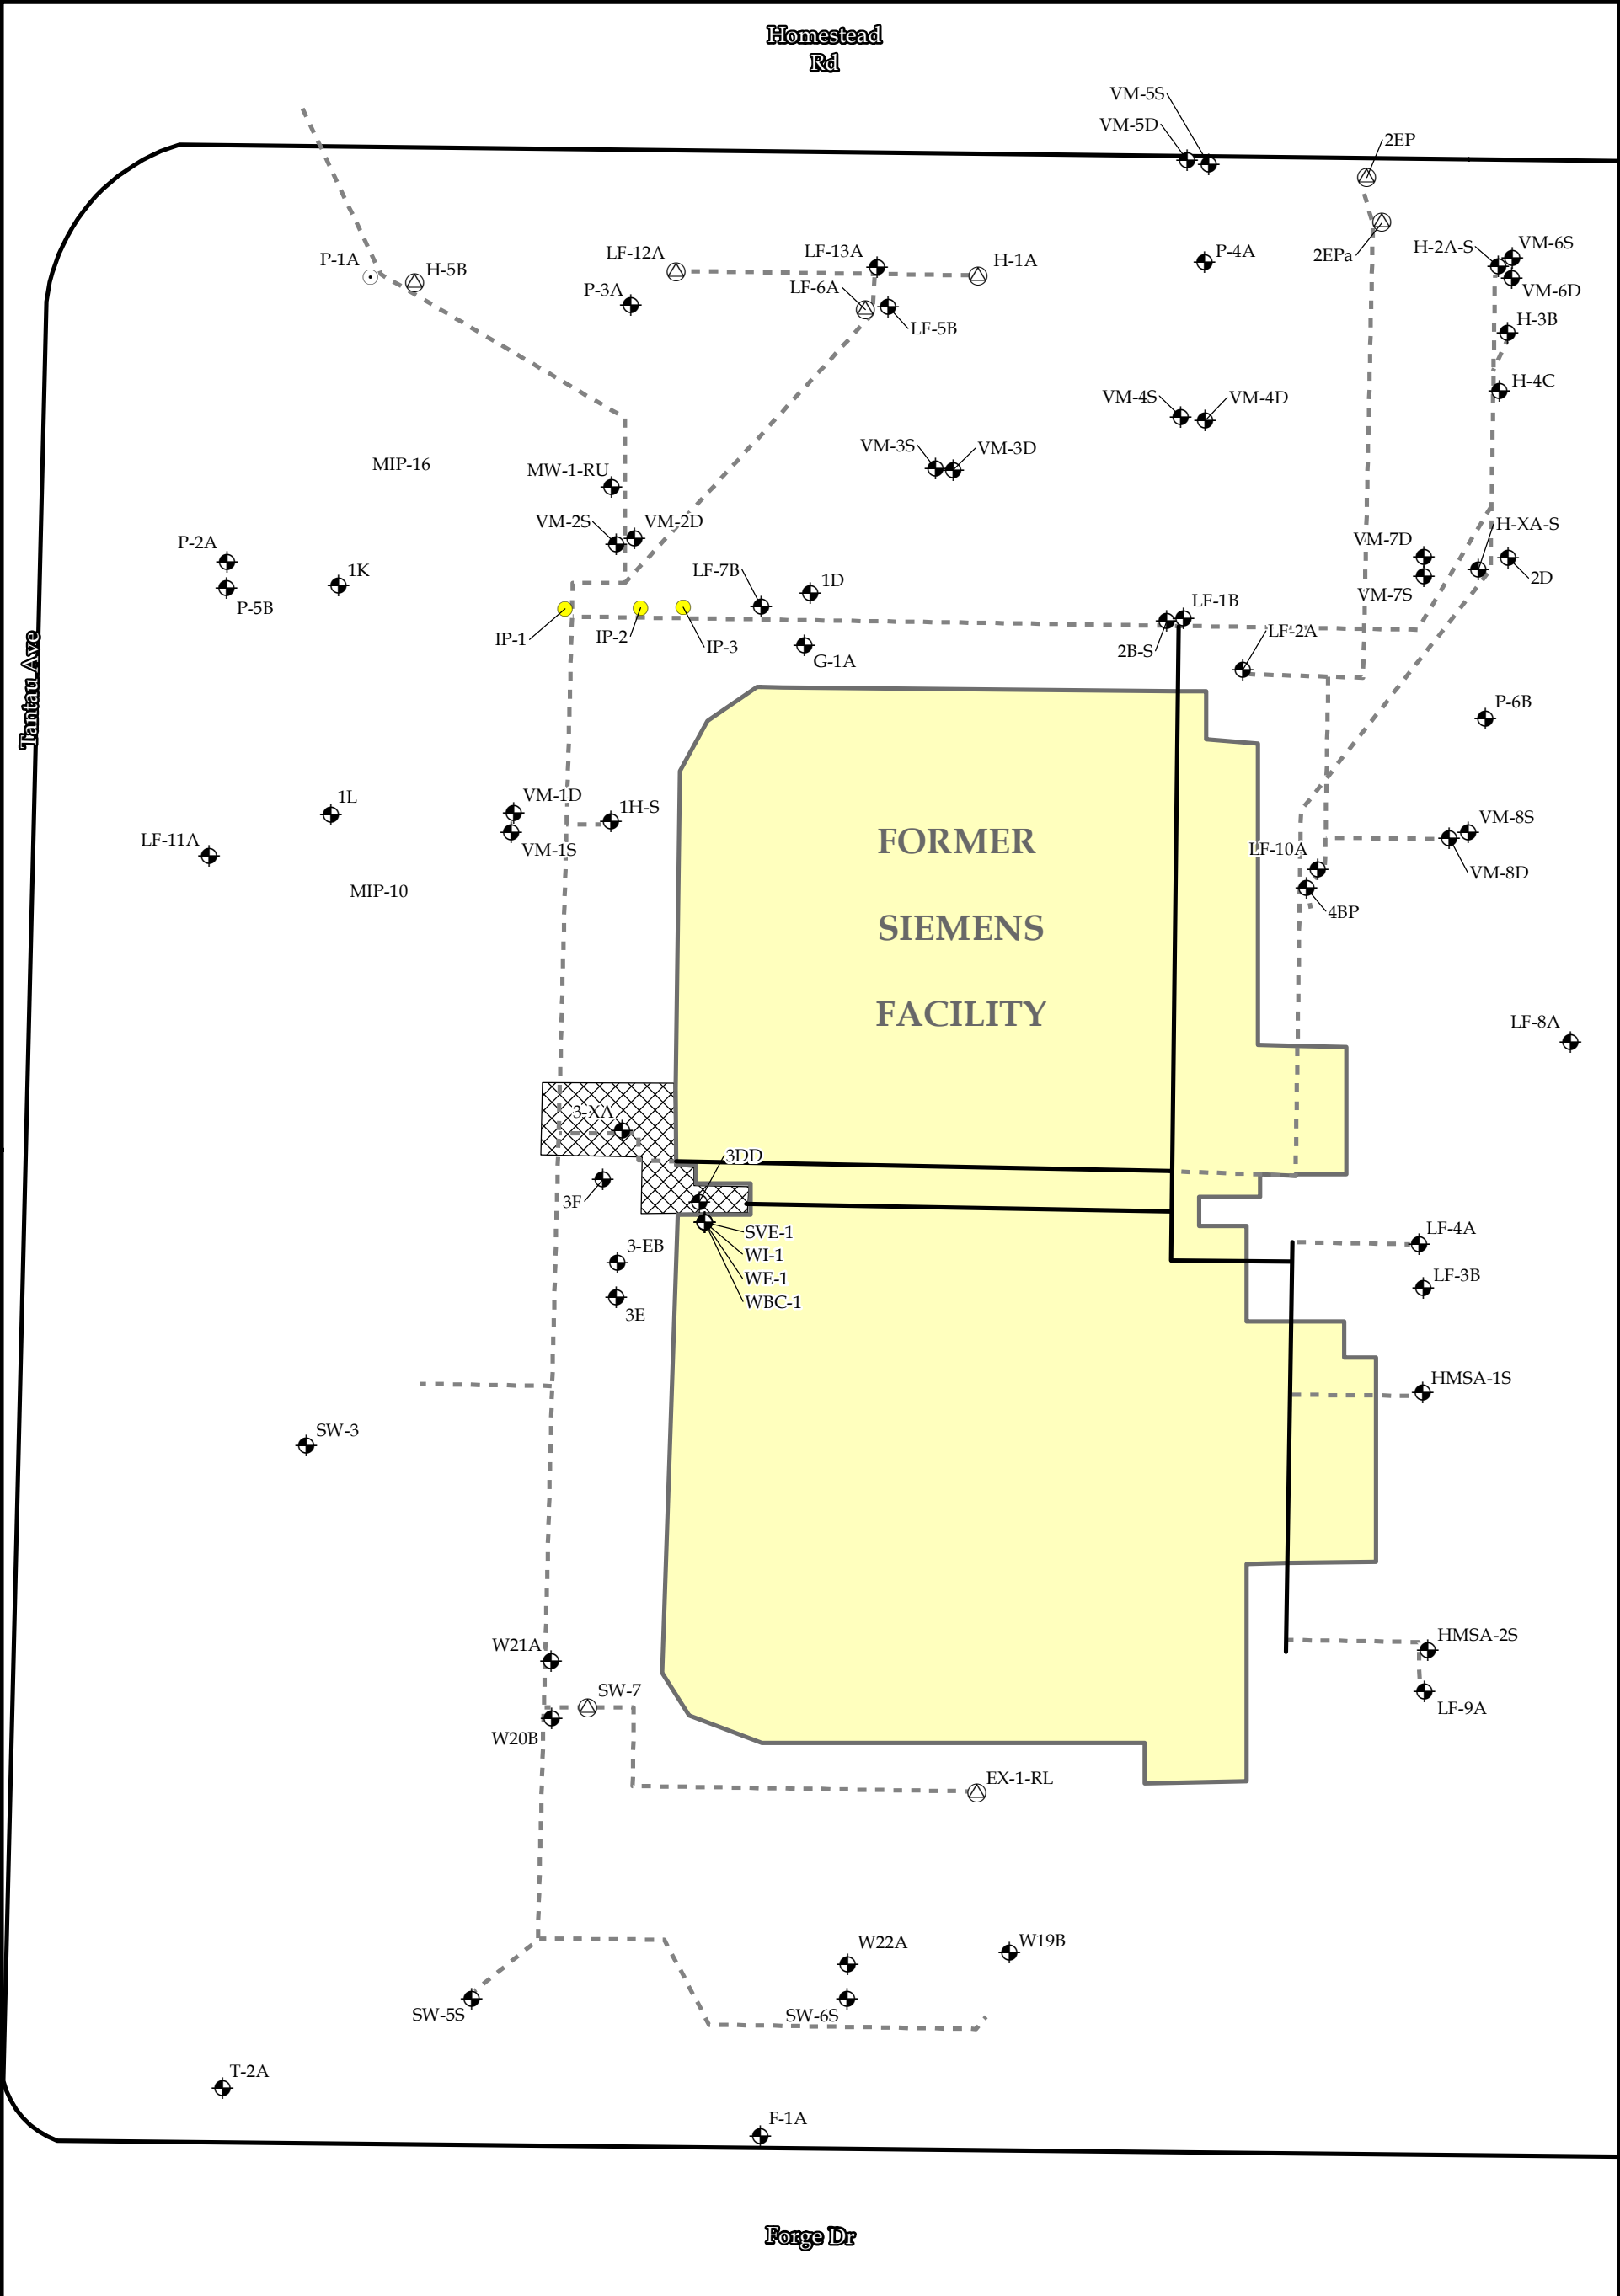 Homestead
Rd
VM-5S
VM-5D
2EP
P-1A
H-5B
LF-12A
LF-13A
H-1A
P-4A
2EPa
H-2A-S
VM-6S
P-3A
LF-6A
VM-6D
LF-5B
H-3B
H-4C
VM-4S
VM-4D
MIP-16
MW-1-RU
VM-3S
VM-3D
VM-2S
VM-2D
H-XA-S
P-2A
1K
LF-7B
1D
VM-7D
2D
P-5B
VM-7S
IP-1
IP-2
IP-3
LF-1B
LF-2A
2B-S
G-1A
Tantau Ave
P-6B
1L
VM-1D
1H-S
VM-8S
LF-11A
VM-1S
FORMER
LF-10A
VM-8D
MIP-10
4BP
SIEMENS
FACILITY
LF-8A
3-XA
3DD
3F
SVE-1
LF-4A
3-EB
WI-1
WE-1
LF-3B
WBC-1
3E
HMSA-1S
SW-3
W21A
HMSA-2S
SW-7
W20B
LF-9A
EX-1-RL
W22A
W19B
SW-5S
SW-6S
T-2A
F-1A
Forge Dr